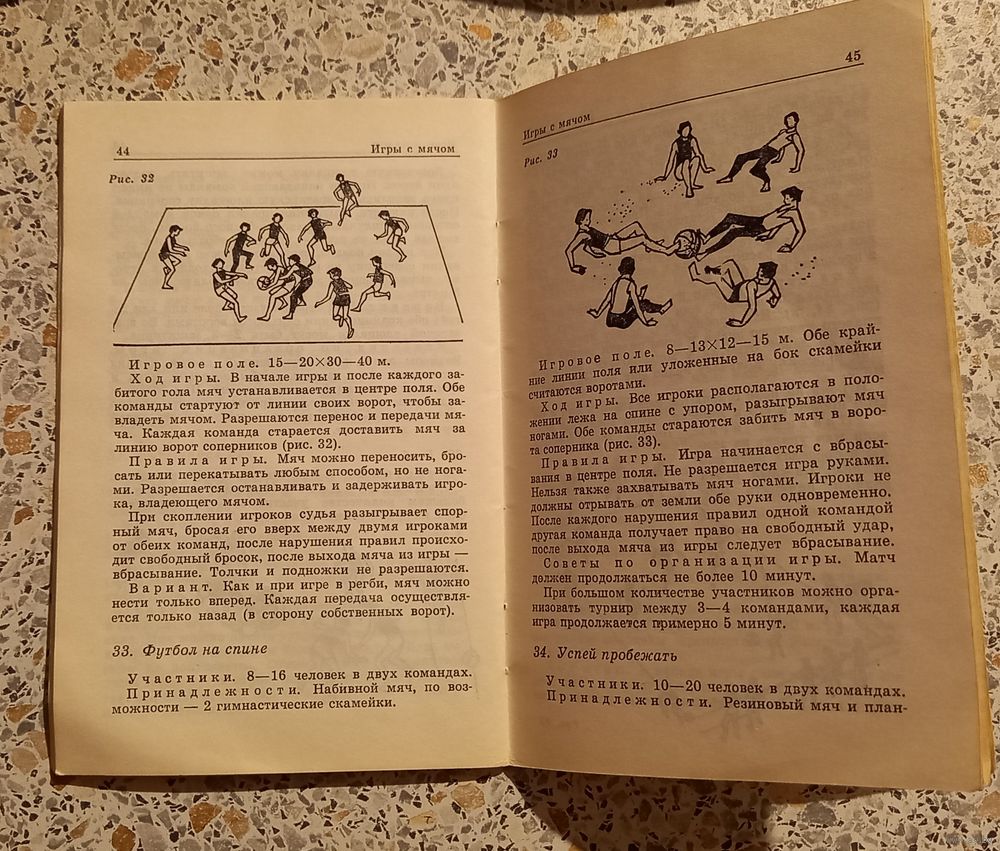 44 Игры с мячом
Рис. 32
Игровое поле. 15—20×30—40 м.
Ход игры. В начале игры и после каждого за-
битого гола мяч устанавливается в центре поля. Обе
команды стартуют от линии своих ворот, чтобы за-
владеть мячом. Разрешаются перенос и передачи мя-
ча. Каждая команда старается доставить мяч за
линию ворот соперников (рис. 32).
Правила игры. Мяч можно переносить, бро-
сать или перекатывать любым способом, но не нога-
ми. Разрешается останавливать и задерживать игро-
ка, владеющего мячом.
При скоплении игроков судья разыгрывает спор-
ный мяч, бросая его вверх между двумя игроками
от обеих команд, после нарушения правил происхо-
дит свободный бросок, после выхода мяча из игры —
вбрасывание. Толчки и подножки не разрешаются.
Вариант. Как и при игре в регби, мяч можно
нести только вперед. Каждая передача осуществля-
ется только назад (в сторону собственных ворот).
33. Футбол на спине
Участники. 8—16 человек в двух командах.
Принадлежности. Набивной мяч, по воз-
можности — 2 гимнастические скамейки.
45
Игры с мячом
Рис. 33
Игровое поле. 8—13×12—15 м. Обе край-
ние линии поля или уложенные на бок скамейки
считаются воротами.
Ход игры. Все игроки располагаются в поло-
жении лежа на спине с упором, разыгрывают мяч
ногами. Обе команды стараются забить мяч в воро-
та соперника (рис. 33).
Правила игры. Игра начинается с вбрасы-
вания в центре поля. Не разрешается игра руками.
Нельзя также захватывать мяч ногами. Игроки не
должны отрывать от земли обе руки одновременно.
После каждого нарушения правил одной командой
другая команда получает право на свободный удар,
после выхода мяча из игры следует вбрасывание.
Советы по организации игры. Матч
должен продолжаться не более 10 минут.
При большом количестве участников можно орга-
низовать турнир между 3—4 командами, каждая
игра продолжается примерно 5 минут.
34. Успей пробежать
Участники. 10—20 человек в двух командах.
Принадлежности. Резиновый мяч и план-